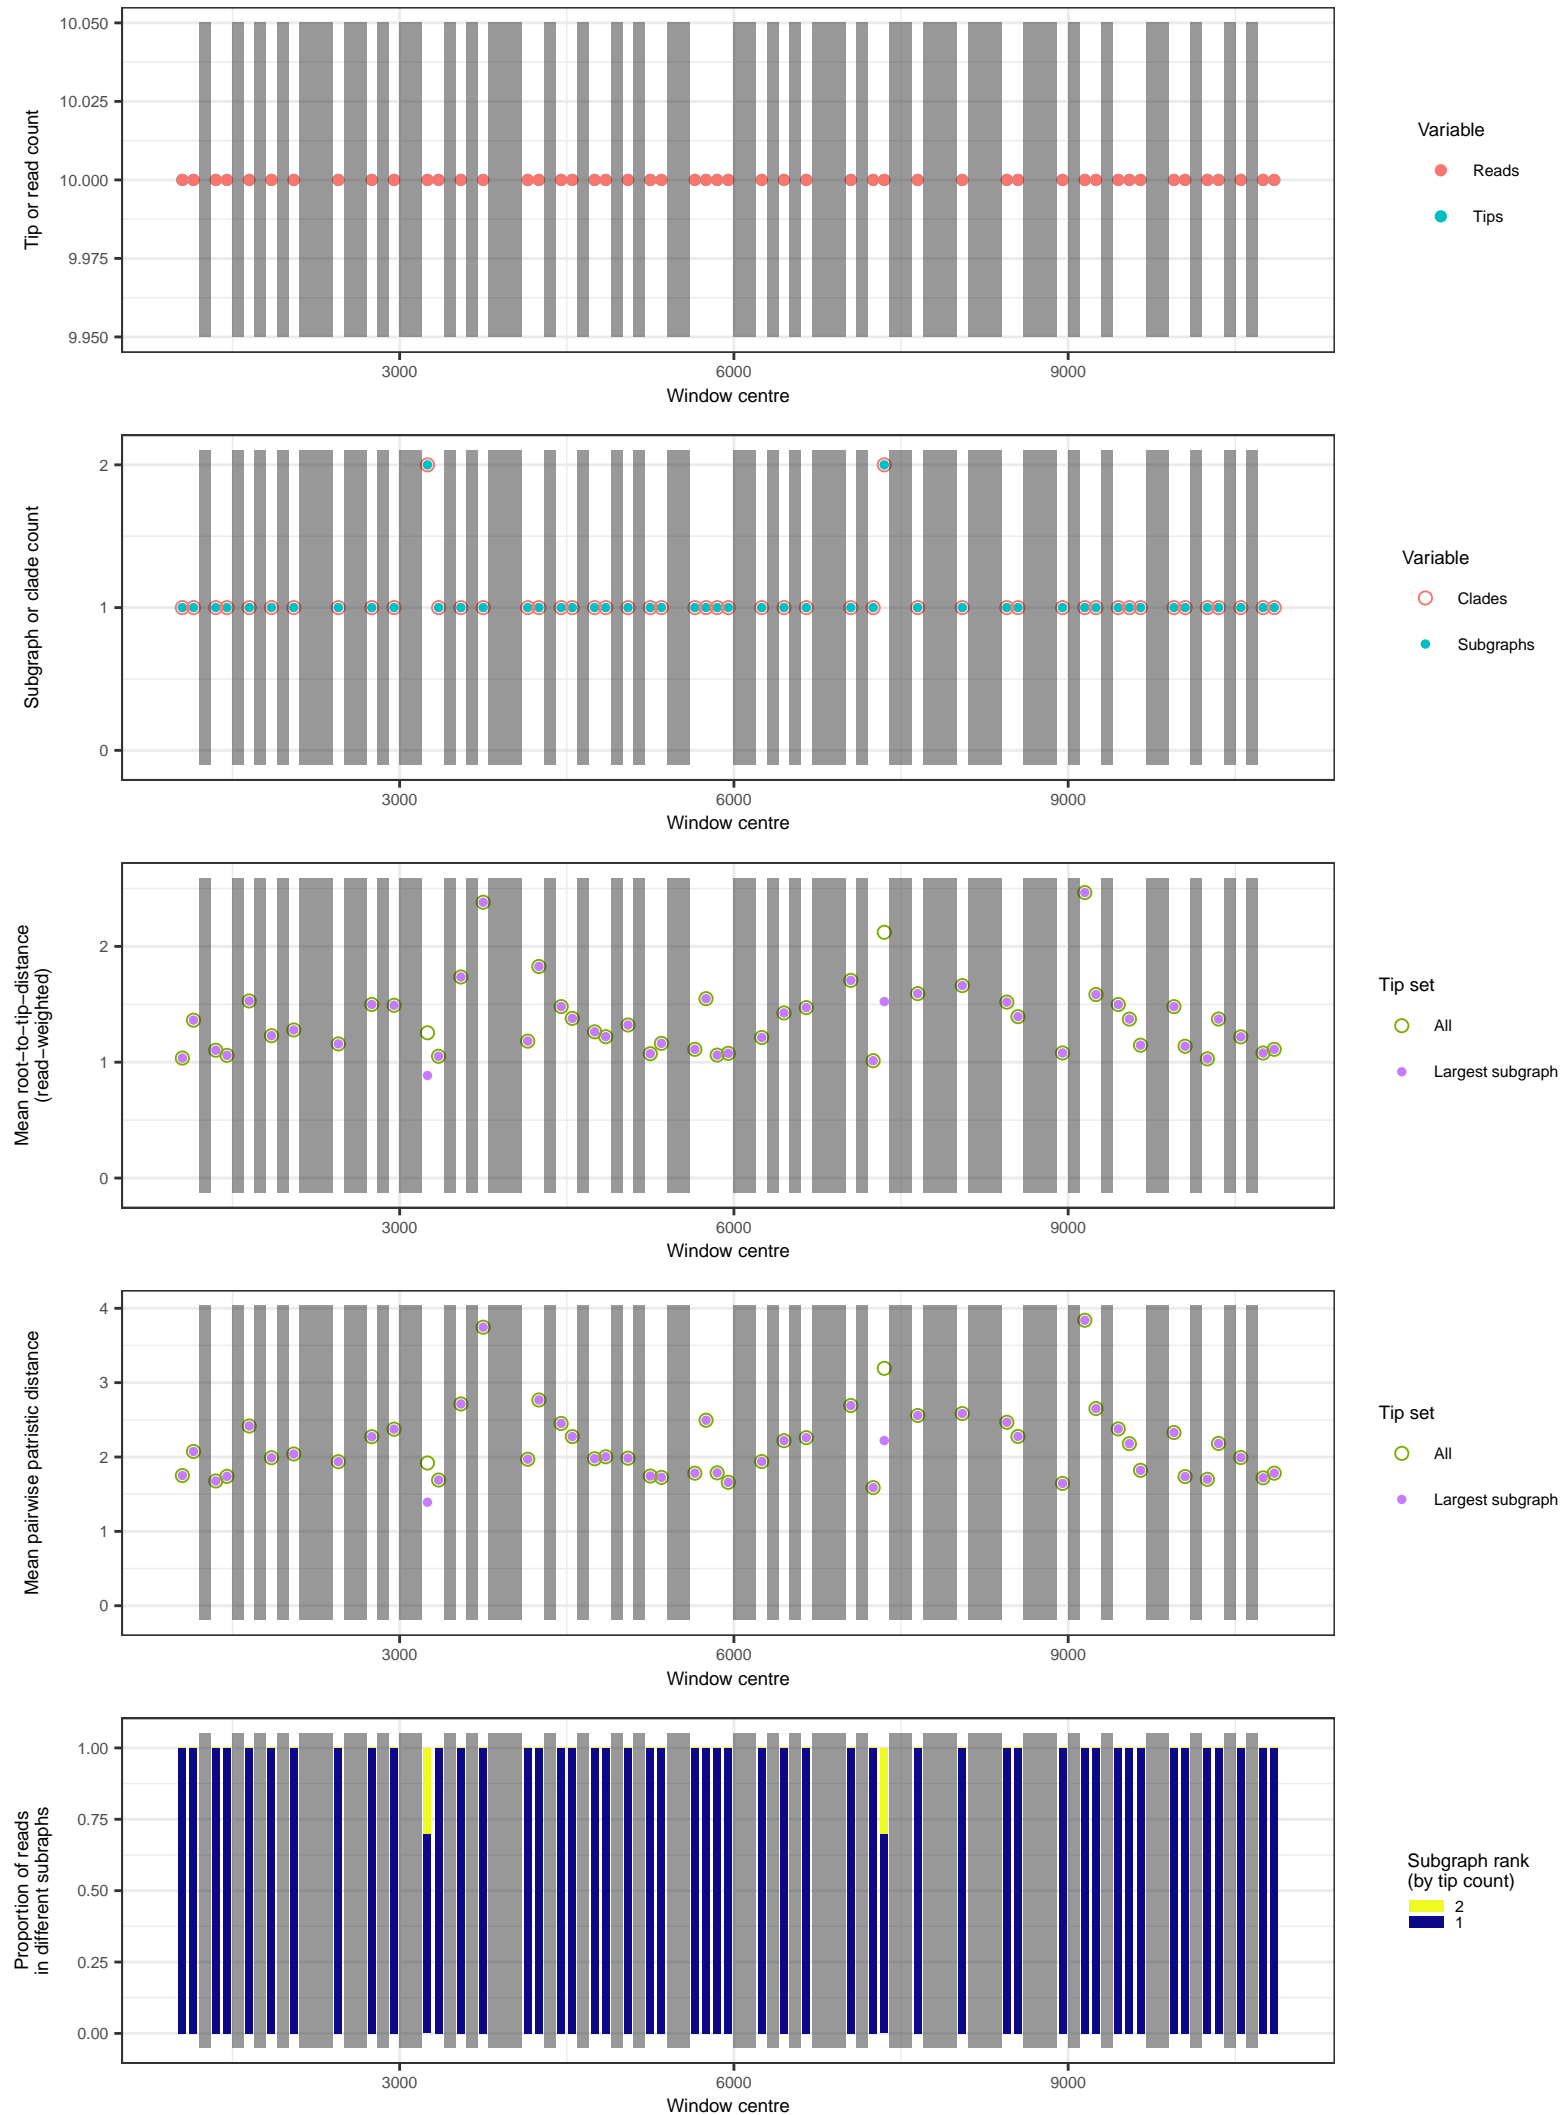 10.050
10.025
10.000
9.975
9.950
Tip or read count
3000
6000
9000
Window centre
Variable
Reads
Tips
2
1
0
Subgraph or clade count
3000
6000
9000
Window centre
Variable
Clades
Subgraphs
2
1
0
Mean root-to-tip-distance
(read-weighted)
3000
6000
9000
Window centre
Tip set
All
Largest subgraph
4
3
2
1
0
Mean pairwise patristic distance
3000
6000
9000
Window centre
Tip set
All
Largest subgraph
1.00
0.75
0.50
0.25
0.00
Proportion of reads
in different subraphs
3000
6000
9000
Window centre
Subgraph rank
(by tip count)
2
1